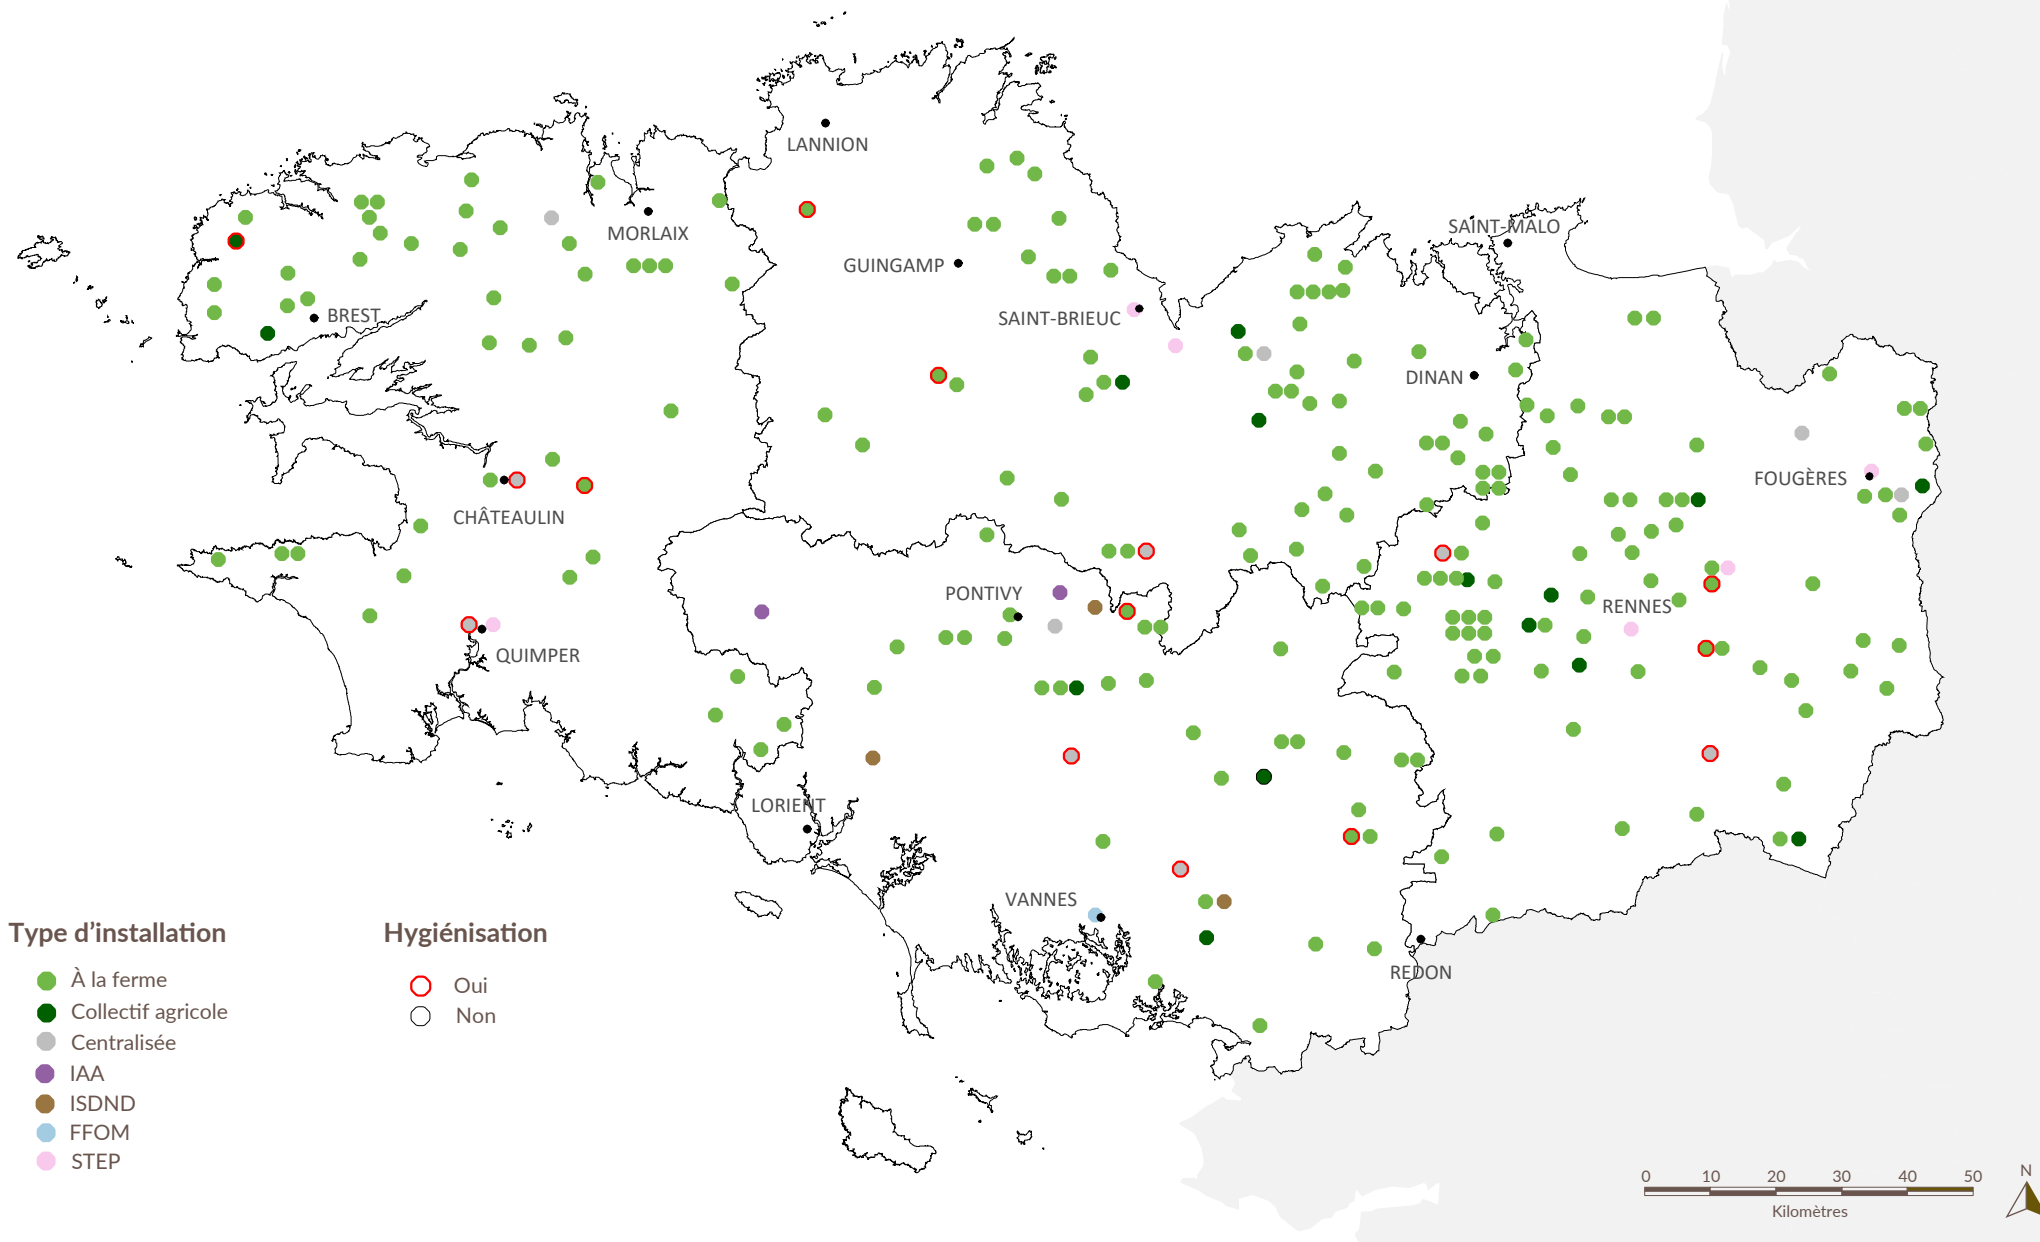 LANNION
SAINT-MALO
MORLAIX
GUINGAMP
BREST
SAINT-BRIEUC
DINAN
FOUGÈRES
CHÂTEAULIN
PONTIVY
RENNES
QUIMPER
LORIENT
VANNES
REDON
Type d'installation
À la ferme
Collectif agricole
Centralisée
IAA
ISDND
FFOM
STEP
Hygiénisation
Oui
Non
0 10 20 30 40 50
Kilomètres
N